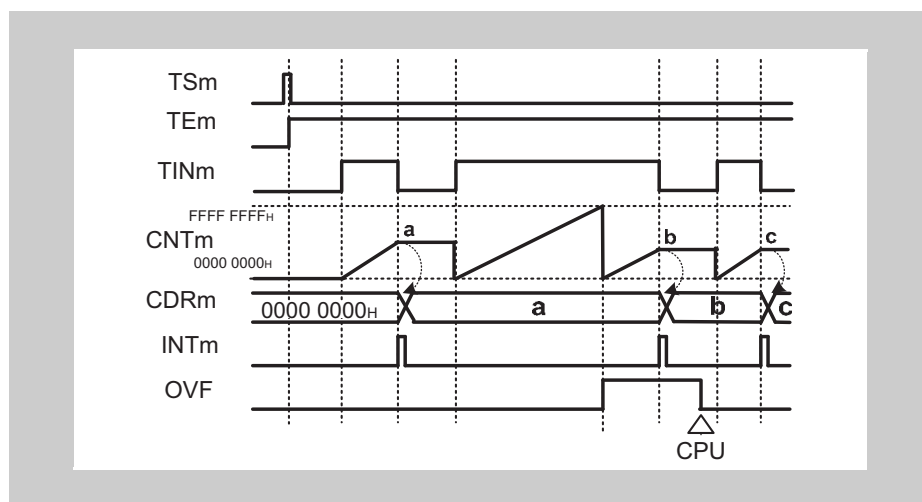 TSm
TEm
TINm
FFFF FFFFH
a
b
c
CNTm
0000 0000H
CDRm
0000 0000H
a
b
c
INTm
OVF
CPU